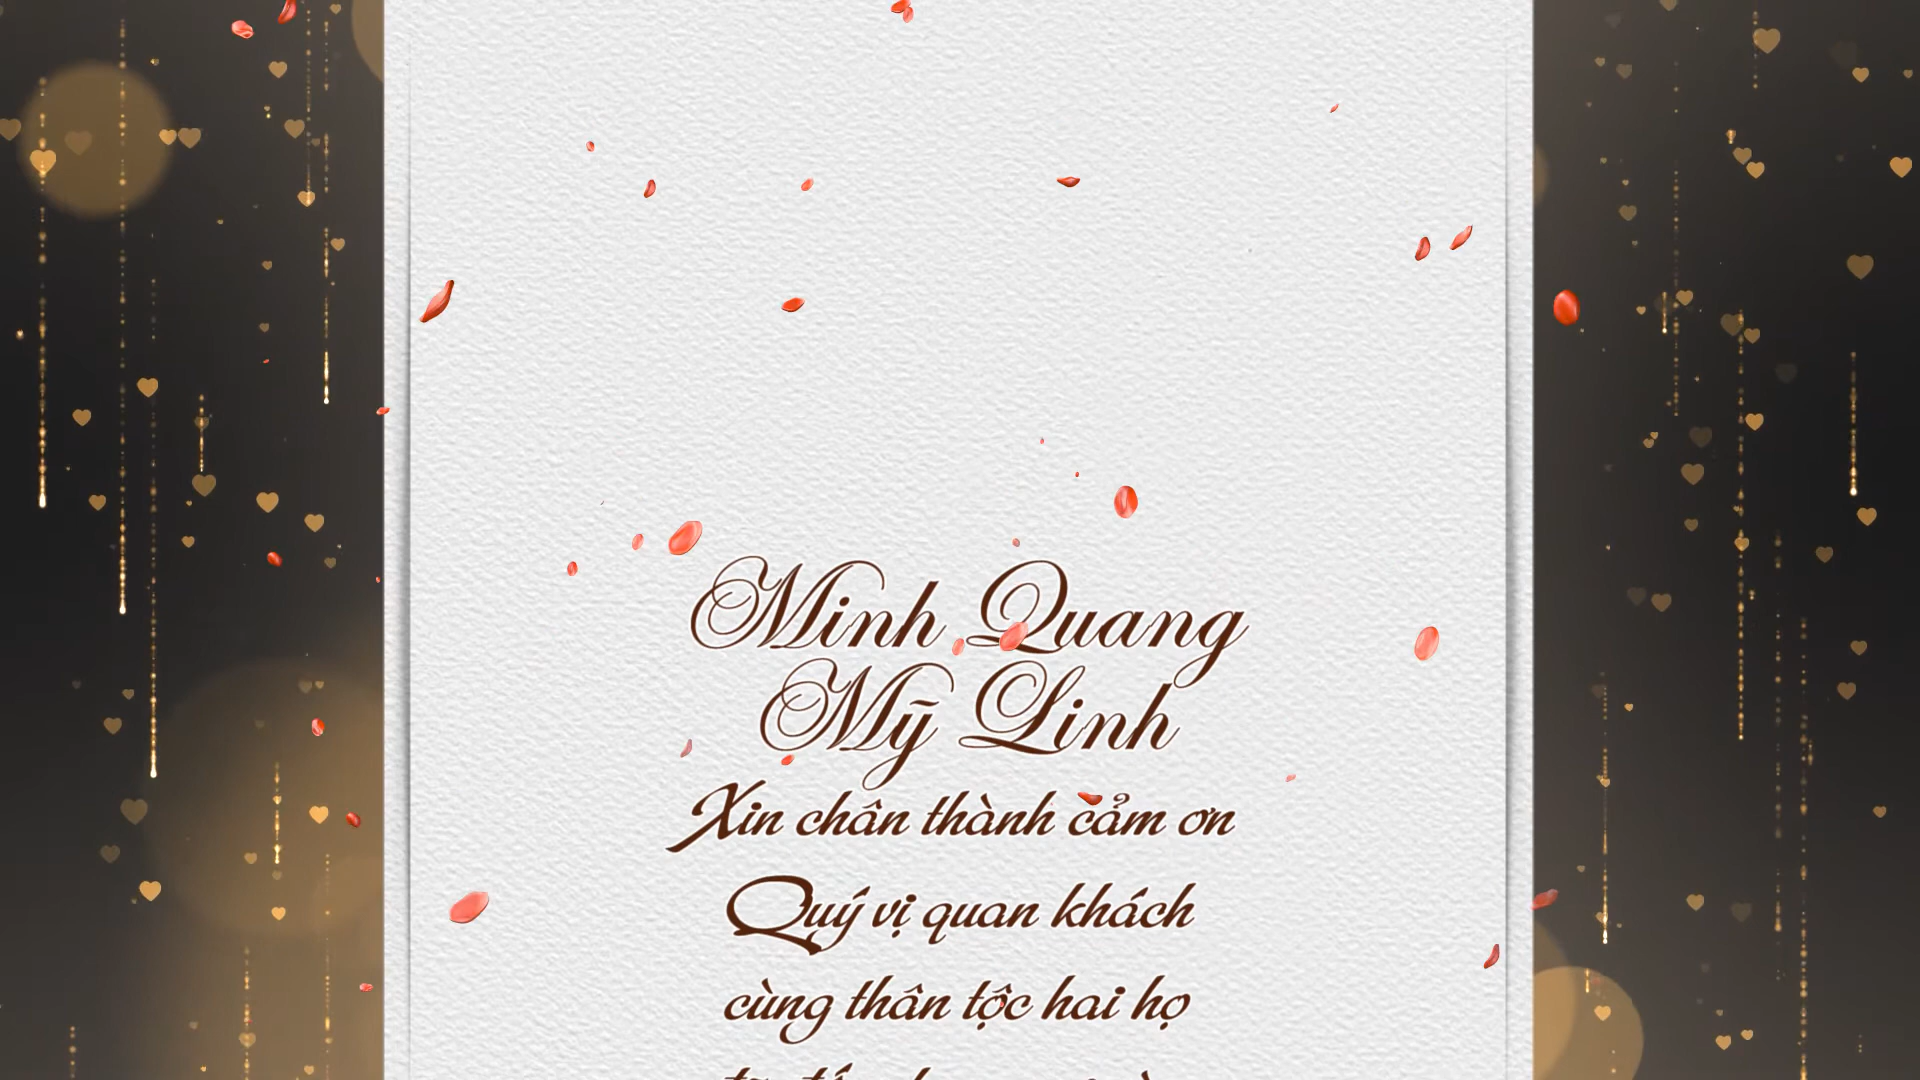 Minh Quang
Mỹ Linh
Xin chân thành cảm ơn
Quý vị quan khách
cùng thân tộc hai họ